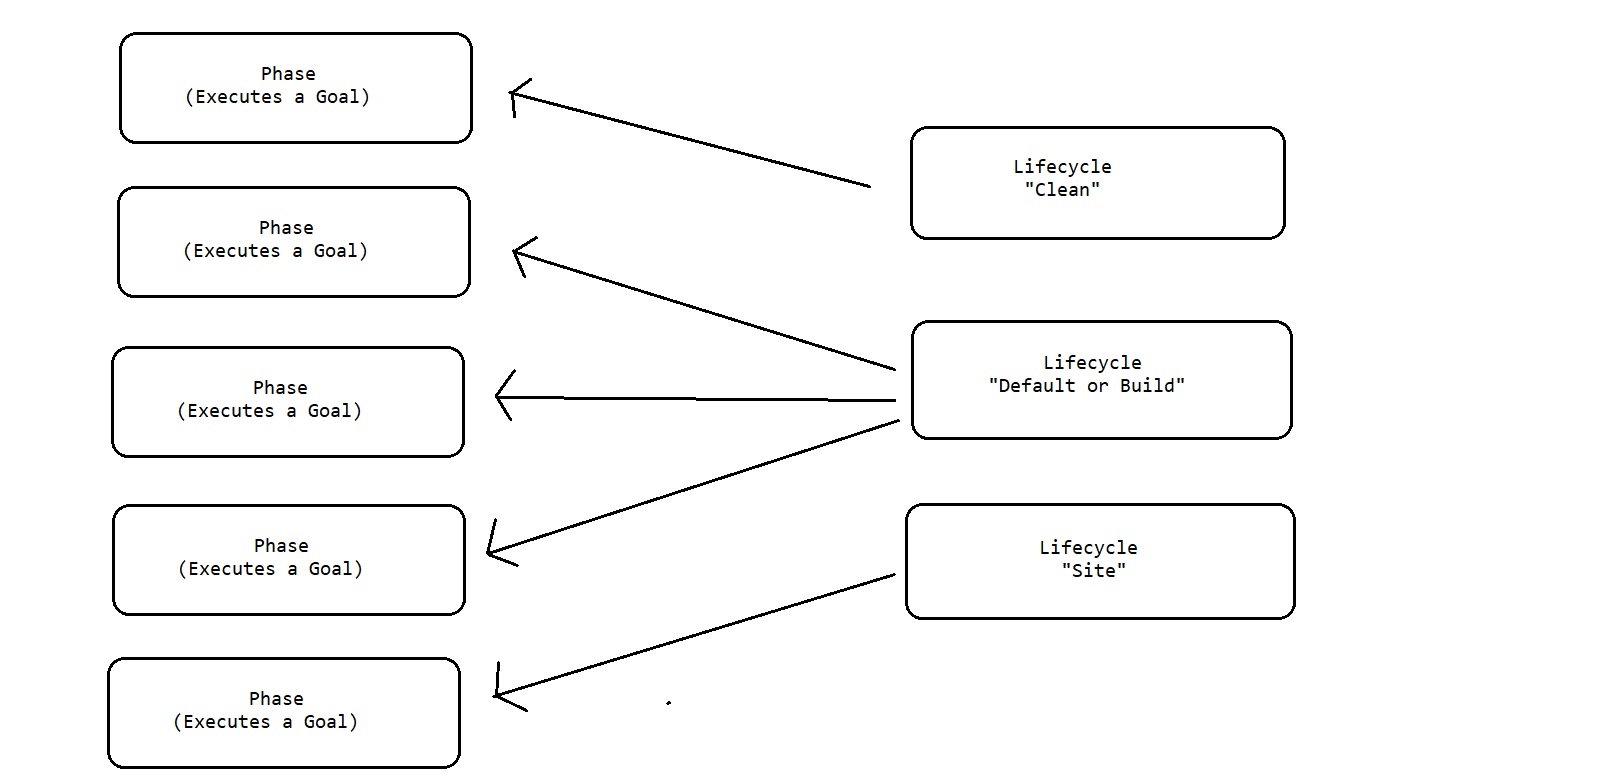 Phase
(Executes a Goal)
Phase
(Executes a Goal)
Phase
(Executes a Goal)
Phase
(Executes a Goal)
Phase
(Executes a Goal)
Lifecycle
"Clean"
Lifecycle
"Default or Build"
Lifecycle
"Site"